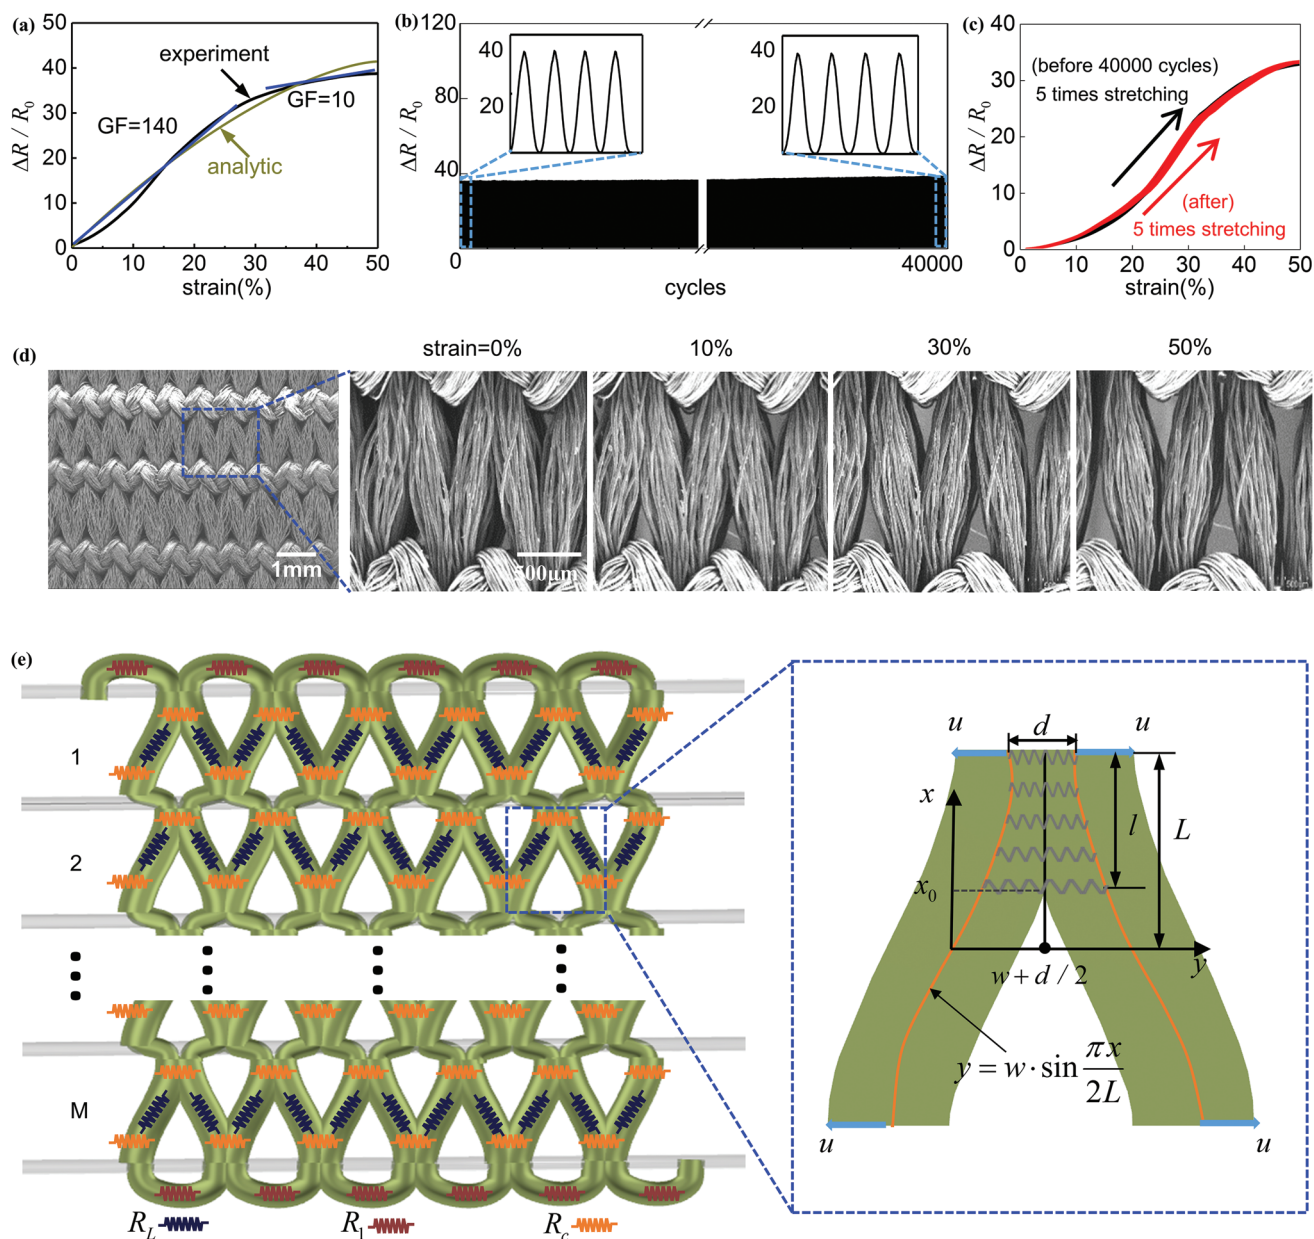 (a)
50
40
30
20
10
0
ΔR / R₀
experiment
GF=140
GF=10
analytic
0 10 20 30 40 50
strain(%)
(b)
120
80
40
0
ΔR / R₀
40
20
40
20
0
40000
cycles
(c)
40
30
20
10
0
ΔR / R₀
(before 40000 cycles)
5 times stretching
(after)
5 times stretching
0 10 20 30 40 50
strain(%)
(d)
strain=0% 10% 30% 50%
1mm
500μm
(e)
1
2
M
R_L R_1 R_c
u d u
x
l L
x₀
y
w + d / 2
y = w · sin πx / 2L
u u